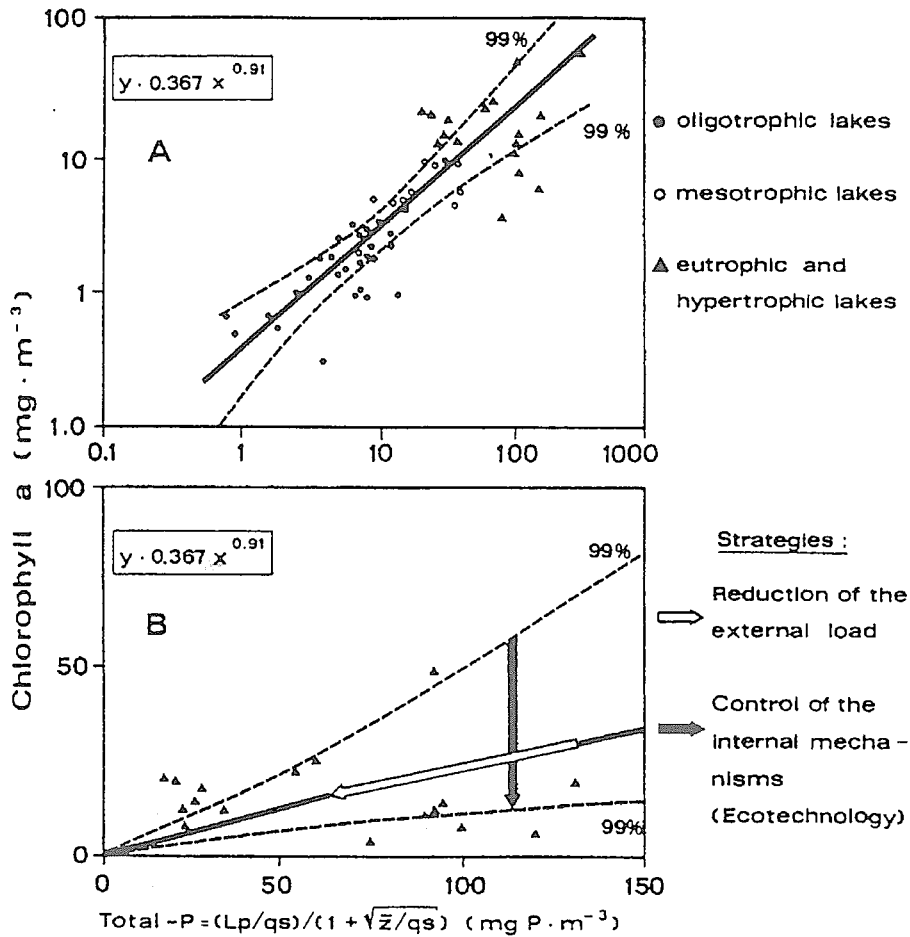 100
99%
y · 0.367 x^0.91
99 %
A
10
1
1.0
0.1 1 10 100 1000
oligotrophic lakes
mesotrophic lakes
eutrophic and
hypertrophic lakes
Chlorophyll a (mg · m⁻³)
100
y · 0.367 x^0.91
99%
B
50
99%
0
0 50 100 150
Total -P = (Lp/qs)/(1 + √z̄/qs) (mg P · m⁻³)
Strategies :
Reduction of the
external load
Control of the
internal mecha -
nisms
(Ecotechnology)